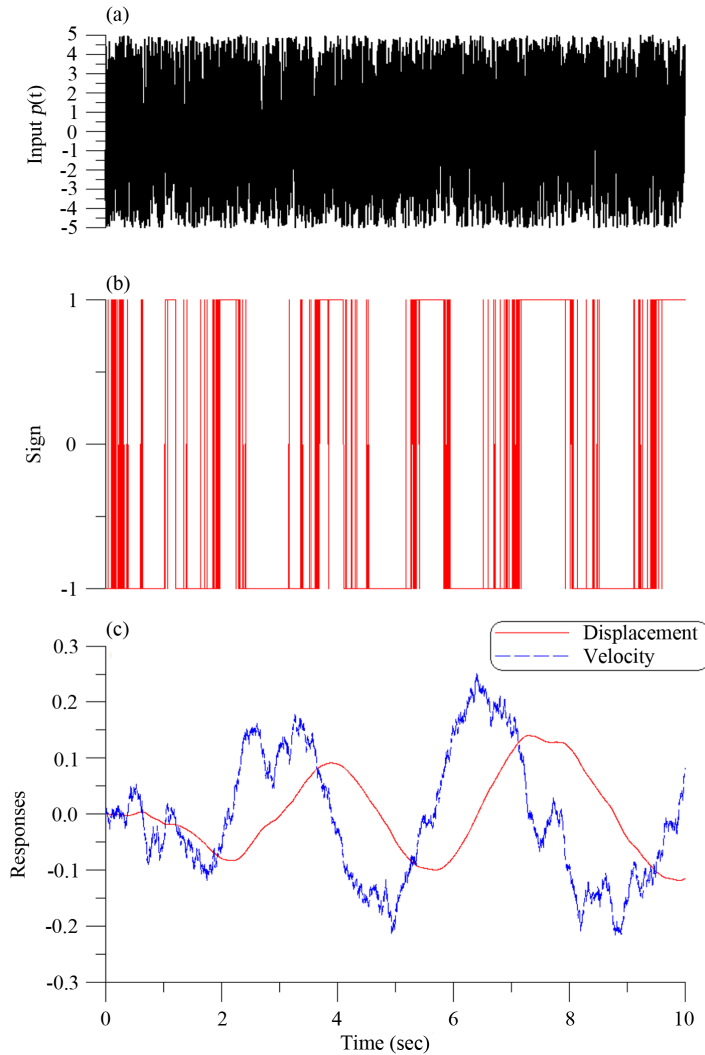 (a)
5
4
3
2
1
0
-1
-2
-3
-4
-5
Input p(t)
(b)
1
0
-1
Sign
(c)
0.3
0.2
0.1
0.0
-0.1
-0.2
-0.3
Responses
Displacement
Velocity
0 2 4 6 8 10
Time (sec)